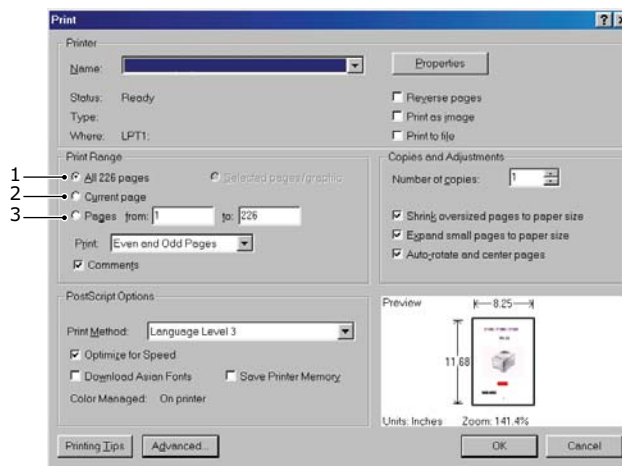 Print
Printer
Name:
Properties
Status: Ready
Reverse pages
Type:
Print as image
Where: LPT1:
Print to file
Print Range
Copies and Adjustments
1 All 226 pages
Selected pages/graphic
Number of copies: 1
2 Current page
3 Pages from: 1 to: 226
Shrink oversized pages to paper size
Expand small pages to paper size
Print: Even and Odd Pages
Auto-rotate and center pages
Comments
PostScript Options
Preview
8.25
Print Method: Language Level 3
Optimize for Speed
11.68
Download Asian Fonts
Save Printer Memory
Color Managed: On printer
Units: Inches Zoom: 141.4%
Printing Tips
Advanced...
OK
Cancel